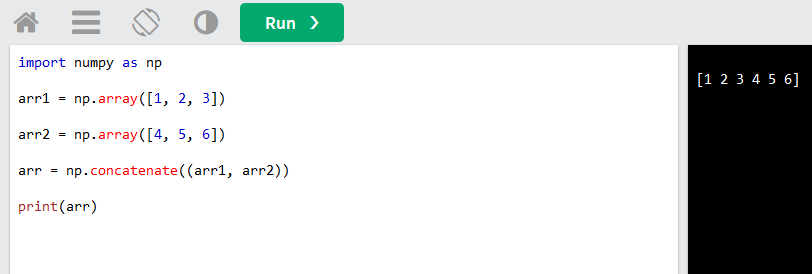 Run ❯
import numpy as np
arr1 = np.array([1, 2, 3])
arr2 = np.array([4, 5, 6])
arr = np.concatenate((arr1, arr2))
print(arr)
[1 2 3 4 5 6]